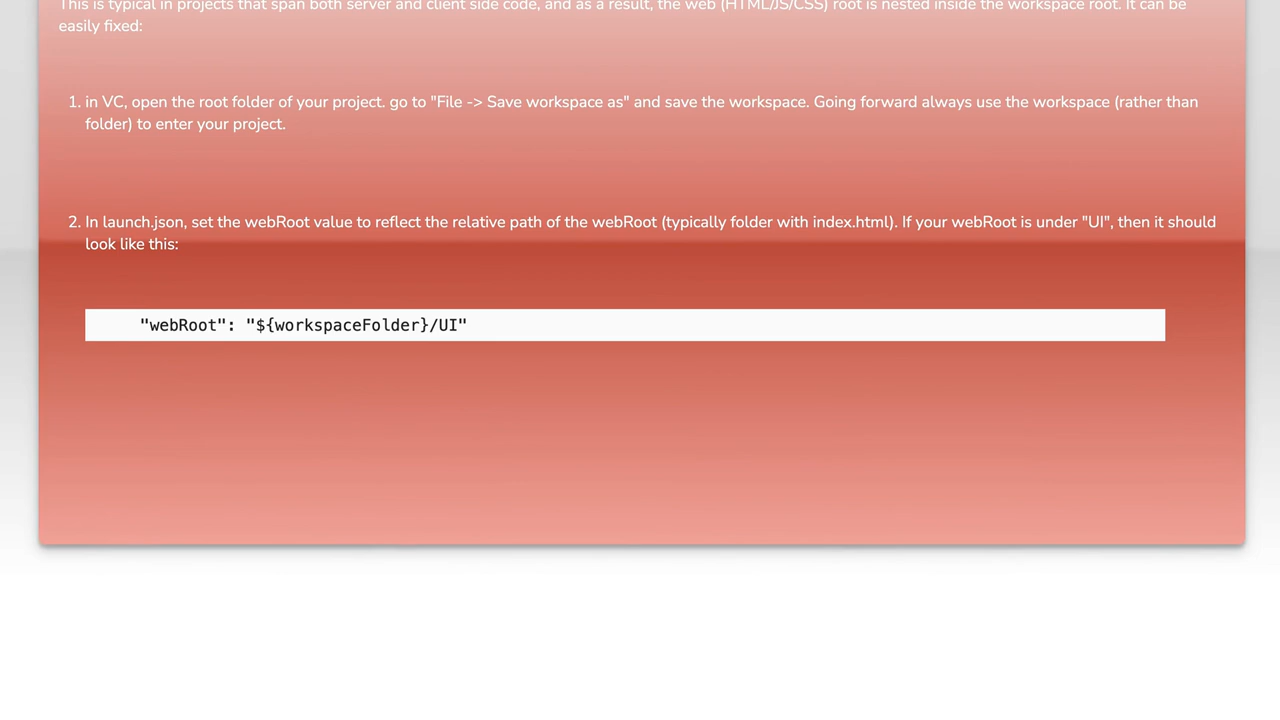 This is typical in projects that span both server and client side code, and as a result, the web (HTML/JS/CSS) root is nested inside the workspace root. It can be
easily fixed:
1. in VC, open the root folder of your project. go to "File -> Save workspace as" and save the workspace. Going forward always use the workspace (rather than
folder) to enter your project.
2. In launch.json, set the webRoot value to reflect the relative path of the webRoot (typically folder with index.html). If your webRoot is under "UI", then it should
look like this:
"webRoot": "${workspaceFolder}/UI"